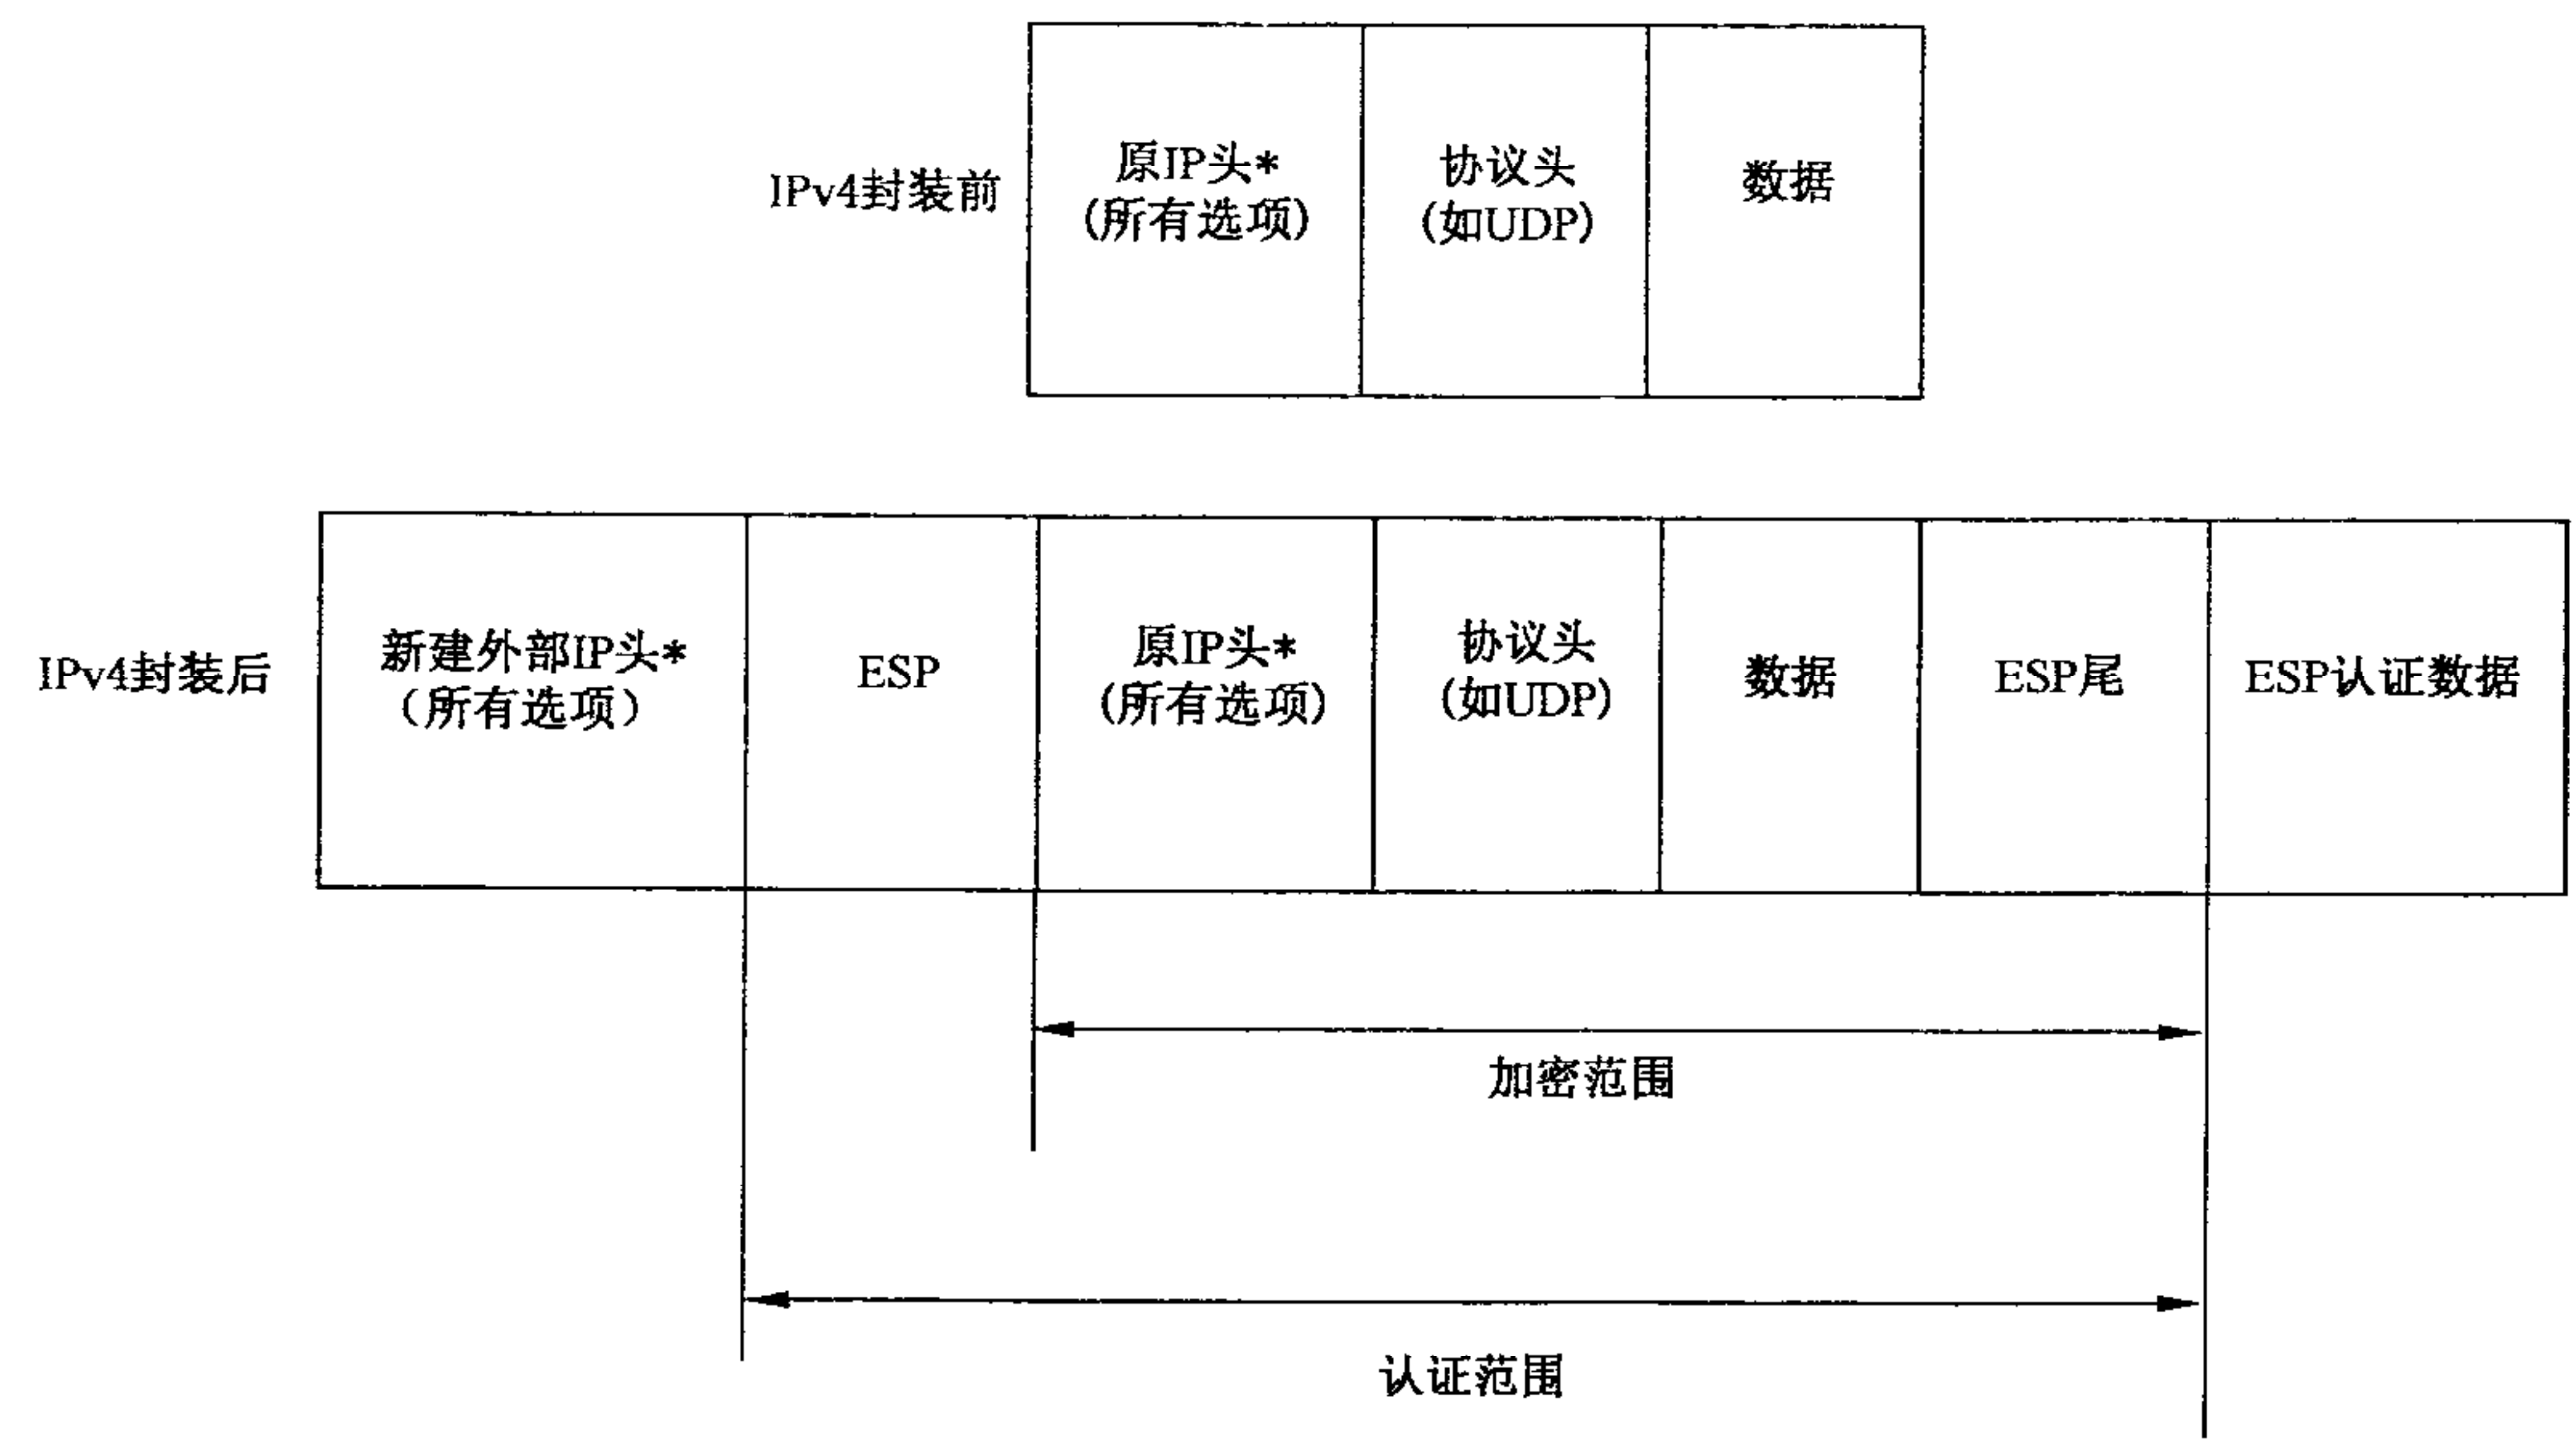 IPv4封装前
原IP头*
(所有选项)
协议头
(如UDP)
数据
IPv4封装后
新建外部IP头*
（所有选项）
ESP
原IP头*
(所有选项)
协议头
(如UDP)
数据
ESP尾
ESP认证数据
加密范围
认证范围